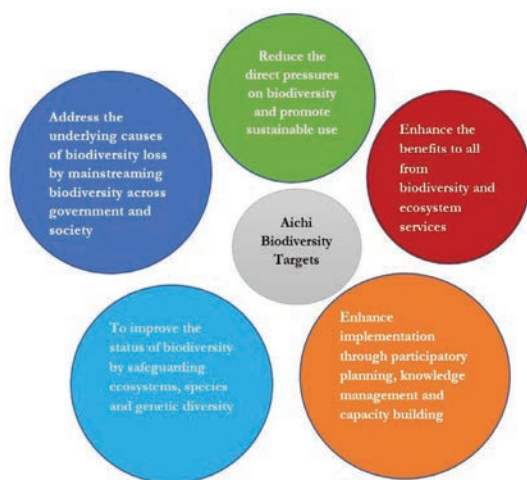 Reduce the
direct pressures
on biodiversity
and promote
sustainable use
Address the
underlying causes
of biodiversity loss
by mainstreaming
biodiversity across
government and
society
Enhance the
benefits to all
from
biodiversity and
ecosystem
services
Aichi
Biodiversity
Targets
To improve the
status of biodiversity
by safeguarding
ecosystems, species
and genetic diversity
Enhance
implementation
through participatory
planning, knowledge
management and
capacity building